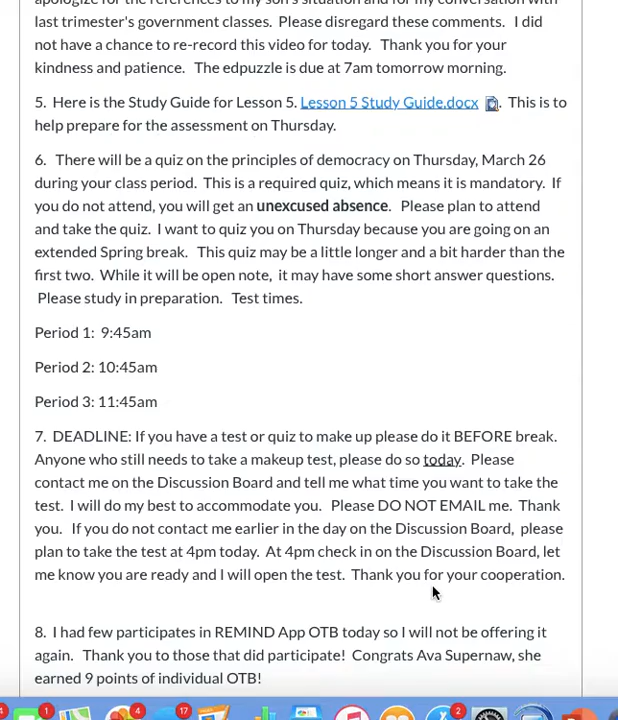 apologize for the references to my son's situation and for my conversation with
last trimester's government classes.  Please disregard these comments.   I did
not have a chance to re-record this video for today.   Thank you for your
kindness and patience.   The edpuzzle is due at 7am tomorrow morning.
5.  Here is the Study Guide for Lesson 5. Lesson 5 Study Guide.docx .  This is to
help prepare for the assessment on Thursday.
6.   There will be a quiz on the principles of democracy on Thursday, March 26
during your class period.  This is a required quiz, which means it is mandatory.  If
you do not attend, you will get an unexcused absence.   Please plan to attend
and take the quiz.  I want to quiz you on Thursday because you are going on an
extended Spring break.   This quiz may be a little longer and a bit harder than the
first two.  While it will be open note,  it may have some short answer questions.
Please study in preparation.   Test times.
Period 1:  9:45am
Period 2: 10:45am
Period 3: 11:45am
7.  DEADLINE: If you have a test or quiz to make up please do it BEFORE break.
Anyone who still needs to take a makeup test, please do so today.  Please
contact me on the Discussion Board and tell me what time you want to take the
test.  I will do my best to accommodate you.   Please DO NOT EMAIL me.  Thank
you.   If you do not contact me earlier in the day on the Discussion Board,  please
plan to take the test at 4pm today.  At 4pm check in on the Discussion Board, let
me know you are ready and I will open the test.  Thank you for your cooperation.
8.  I had few participates in REMIND App OTB today so I will not be offering it
again.   Thank you to those that did participate!  Congrats Ava Supernaw, she
earned 9 points of individual OTB!
4 1 4 17 2